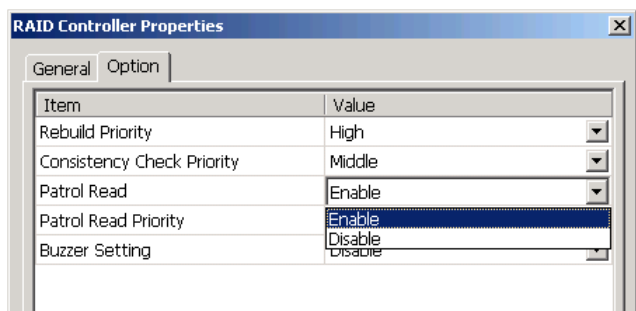 RAID Controller Properties
General Option
Item Value
Rebuild Priority High
Consistency Check Priority Middle
Patrol Read Enable
Patrol Read Priority Enable
Disable
Buzzer Setting Disable